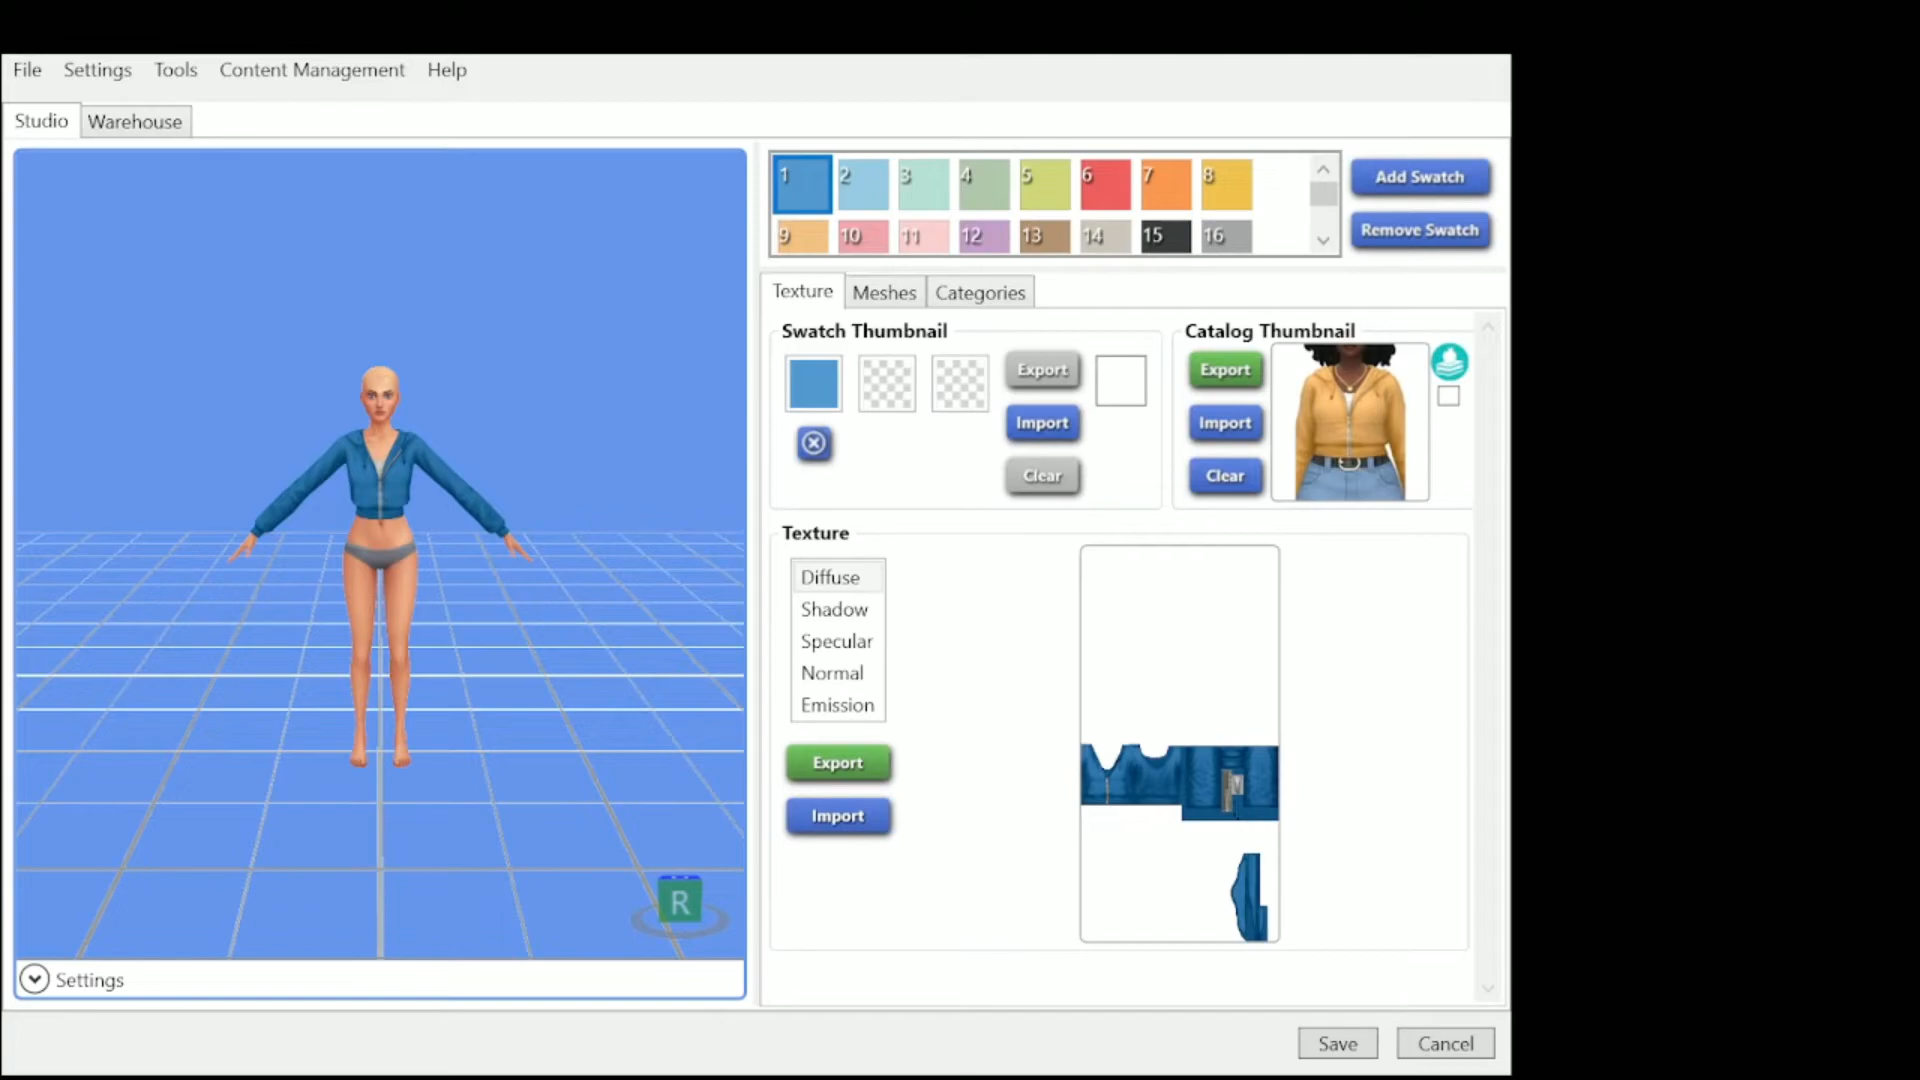 File Settings Tools Content Management Help
Studio Warehouse
1 2 3 4 5 6 7 8
9 10 11 12 13 14 15 16
Add Swatch
Remove Swatch
Texture Meshes Categories
Swatch Thumbnail
Export
Import
Clear
Catalog Thumbnail
Export
Import
Clear
Texture
Diffuse
Shadow
Specular
Normal
Emission
Export
Import
R
Settings
Save Cancel